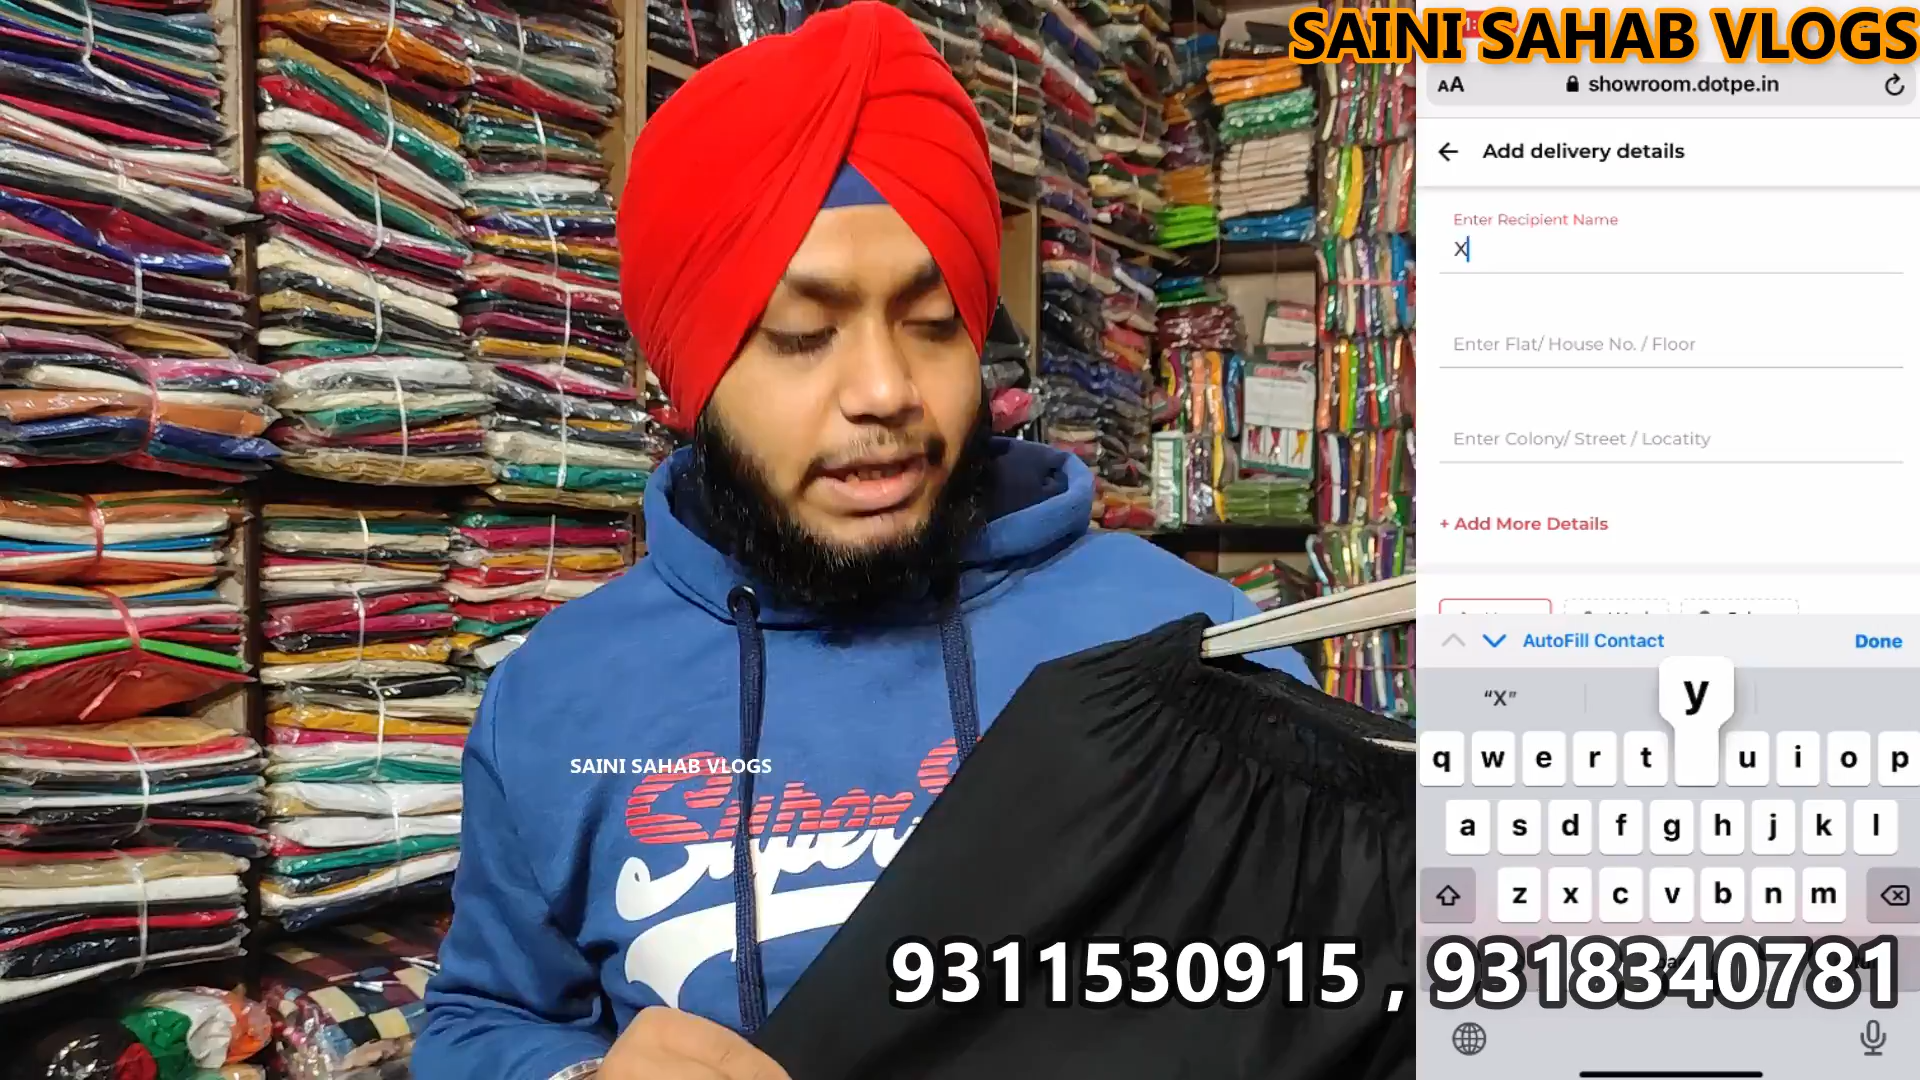 SAINI SAHAB VLOGS
AA showroom.dotpe.in
Add delivery details
Enter Recipient Name
X
Enter Flat/ House No. / Floor
Enter Colony/ Street / Locatity
+ Add More Details
AutoFill Contact Done
“X”
y
q w e r t u i o p
a s d f g h j k l
z x c v b n m
SAINI SAHAB VLOGS
Super
9311530915 , 9318340781